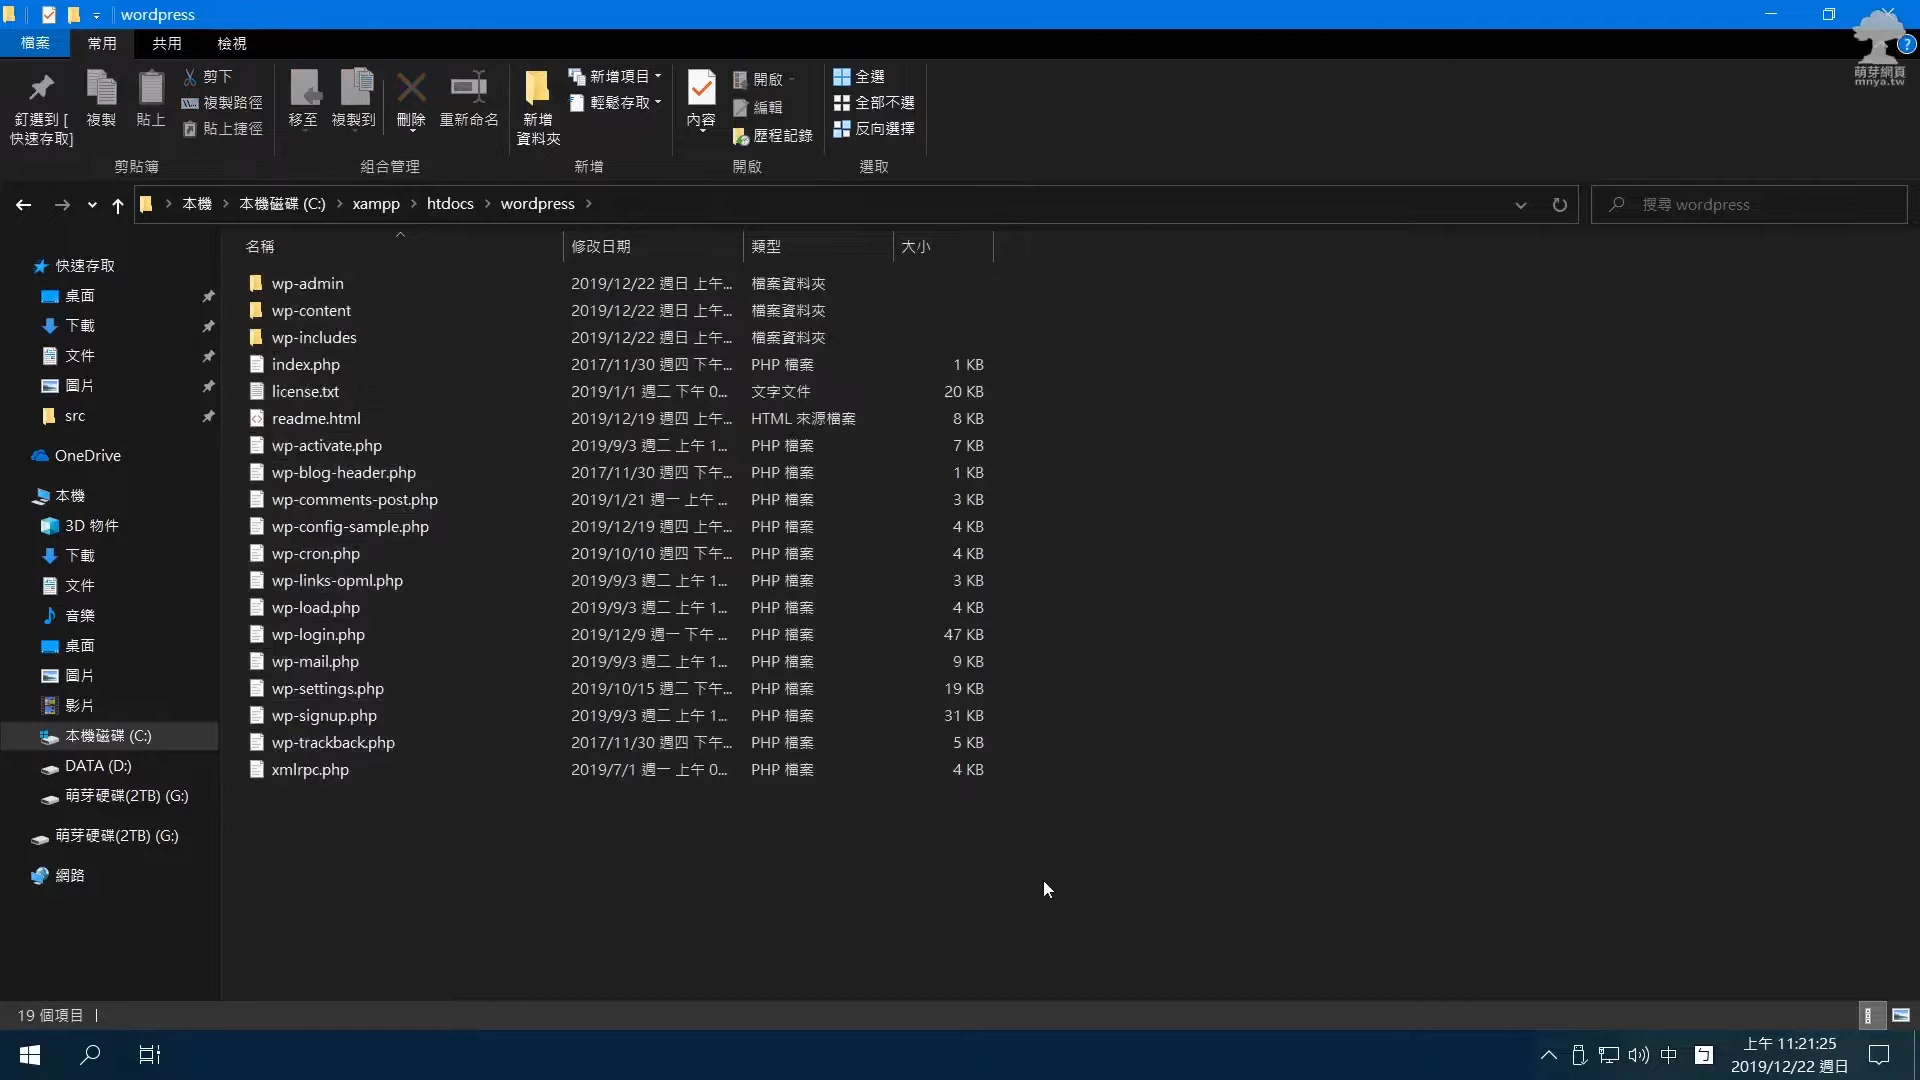 wordpress
檔案 常用 共用 檢視
萌芽網頁
mnya.tw
釘選到 [
快速存取]
複製
貼上
剪下
複製路徑
貼上捷徑
剪貼簿
移至
複製到
刪除
重新命名
組合管理
新增
資料夾
新增項目
輕鬆存取
新增
內容
開啟
編輯
歷程記錄
開啟
全選
全部不選
反向選擇
選取
本機 本機磁碟 (C:) xampp htdocs wordpress
搜尋 wordpress
快速存取
桌面
下載
文件
圖片
src
OneDrive
本機
3D 物件
下載
文件
音樂
桌面
圖片
影片
本機磁碟 (C:)
DATA (D:)
萌芽硬碟(2TB) (G:)
萌芽硬碟(2TB) (G:)
網路
名稱 修改日期 類型 大小
wp-admin 2019/12/22 週日 上午... 檔案資料夾
wp-content 2019/12/22 週日 上午... 檔案資料夾
wp-includes 2019/12/22 週日 上午... 檔案資料夾
index.php 2017/11/30 週四 下午... PHP 檔案 1 KB
license.txt 2019/1/1 週二 下午 0... 文字文件 20 KB
readme.html 2019/12/19 週四 上午... HTML 來源檔案 8 KB
wp-activate.php 2019/9/3 週二 上午 1... PHP 檔案 7 KB
wp-blog-header.php 2017/11/30 週四 下午... PHP 檔案 1 KB
wp-comments-post.php 2019/1/21 週一 上午 ... PHP 檔案 3 KB
wp-config-sample.php 2019/12/19 週四 上午... PHP 檔案 4 KB
wp-cron.php 2019/10/10 週四 下午... PHP 檔案 4 KB
wp-links-opml.php 2019/9/3 週二 上午 1... PHP 檔案 3 KB
wp-load.php 2019/9/3 週二 上午 1... PHP 檔案 4 KB
wp-login.php 2019/12/9 週一 下午 ... PHP 檔案 47 KB
wp-mail.php 2019/9/3 週二 上午 1... PHP 檔案 9 KB
wp-settings.php 2019/10/15 週二 下午... PHP 檔案 19 KB
wp-signup.php 2019/9/3 週二 上午 1... PHP 檔案 31 KB
wp-trackback.php 2017/11/30 週四 下午... PHP 檔案 5 KB
xmlrpc.php 2019/7/1 週一 上午 0... PHP 檔案 4 KB
19 個項目
中 ㄅ
上午 11:21:25
2019/12/22 週日